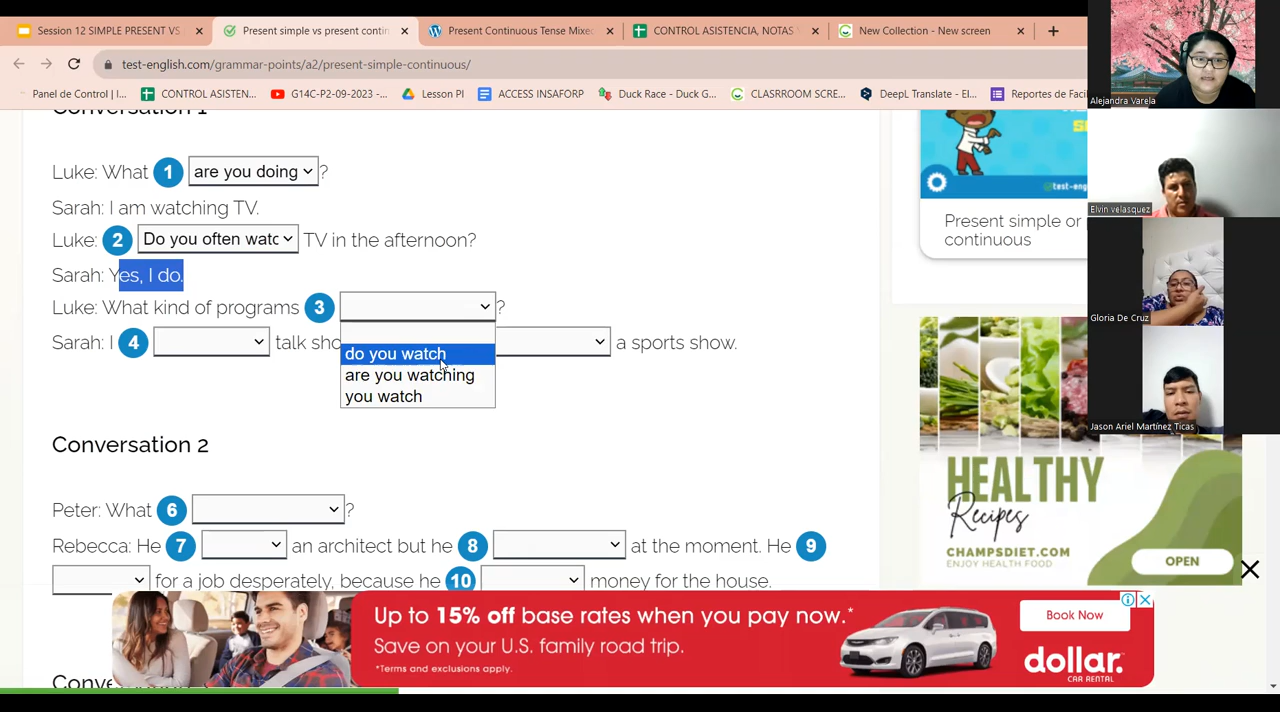 Session 12 SIMPLE PRESENT VS
Present simple vs present contin
Present Continuous Tense Mixed
CONTROL ASISTENCIA, NOTAS
New Collection - New screen
test-english.com/grammar-points/a2/present-simple-continuous/
Panel de Control | I...
CONTROL ASISTEN...
G14C-P2-09-2023 -...
Lesson Pl
ACCESS INSAFORP
Duck Race - Duck G...
CLASRROOM SCRE...
DeepL Translate - El...
Reportes de Facil
Alejandra Varela
Elvin velasquez
Gloria De Cruz
Jason Ariel Martínez Ticas
Conversation 1
Luke: What 1 are you doing ?
Sarah: I am watching TV.
Luke: 2 Do you often watc TV in the afternoon?
Sarah: Yes, I do.
Luke: What kind of programs 3 ?
Sarah: I 4 talk sho a sports show.
do you watch
are you watching
you watch
Conversation 2
Peter: What 6 ?
Rebecca: He 7 an architect but he 8 at the moment. He 9
for a job desperately, because he 10 money for the house.
test-eng
Present simple or p
continuous
HEALTHY
Recipes
CHAMPSDIET.COM
ENJOY HEALTH FOOD
OPEN
Up to 15% off base rates when you pay now.*
Save on your U.S. family road trip.
*Terms and exclusions apply.
Book Now
dollar.
CAR RENTAL